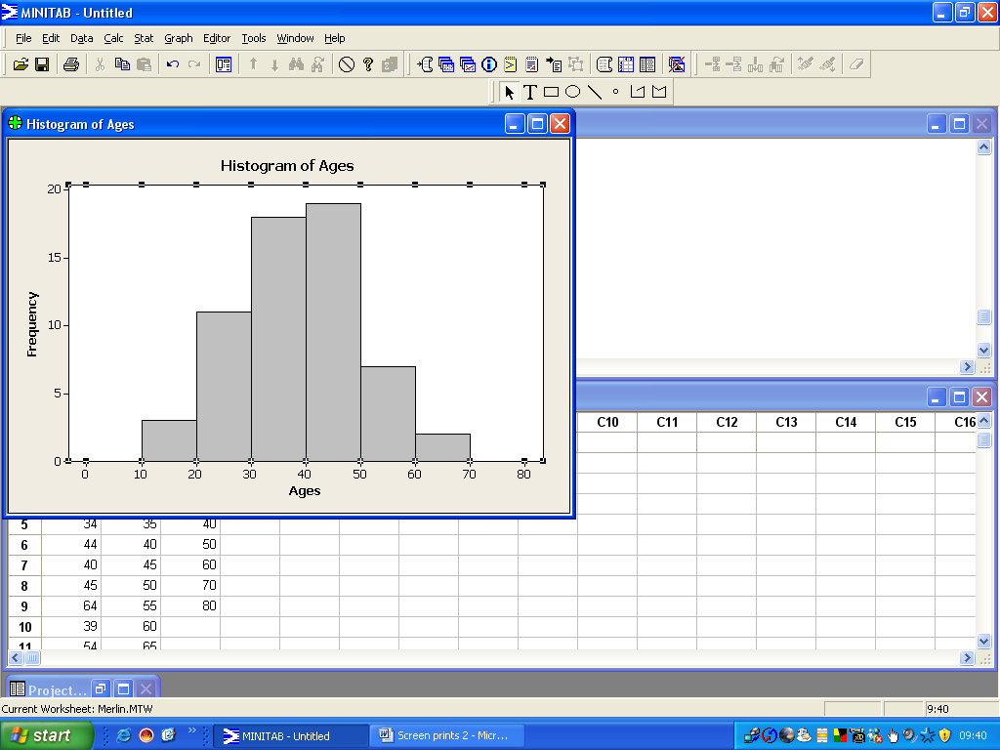 MINITAB - Untitled
File Edit Data Calc Stat Graph Editor Tools Window Help
Histogram of Ages
Histogram of Ages
20
15
10
5
0
Frequency
0 10 20 30 40 50 60 70 80
Ages
C10 C11 C12 C13 C14 C15 C16
5 34 35 40
6 44 40 50
7 40 45 60
8 45 50 70
9 64 55 80
10 39 60
11 54 65
Project...
Current Worksheet: Merlin.MTW 9:40
start MINITAB - Untitled Screen prints 2 - Micr... 09:40